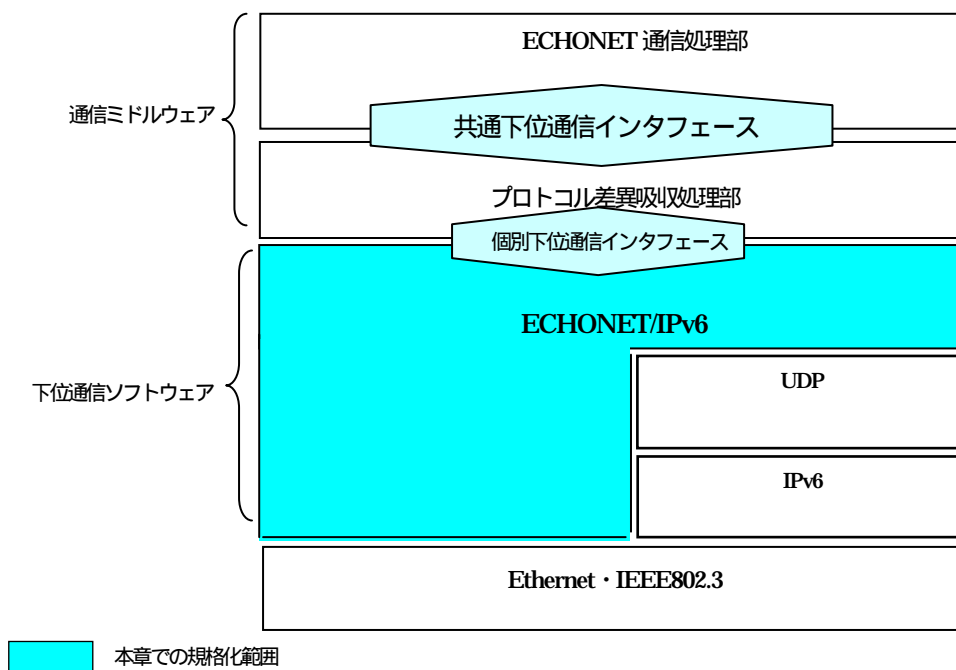 ECHONET 通信処理部
通信ミドルウェア
共通下位通信インタフェース
プロトコル差異吸収処理部
個別下位通信インタフェース
ECHONET/IPv6
下位通信ソフトウェア
UDP
IPv6
Ethernet・IEEE802.3
本章での規格化範囲